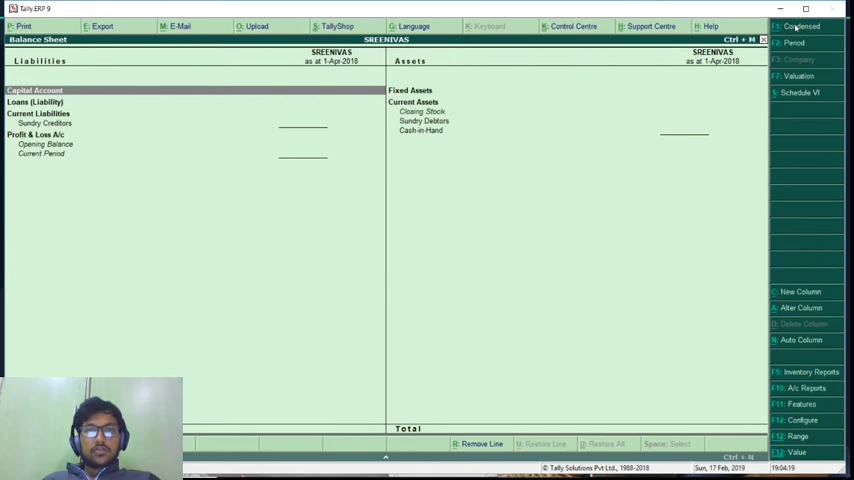 Tally.ERP 9
P: Print E: Export M: E-Mail O: Upload S: TallyShop G: Language K: Keyboard K: Control Centre H: Support Centre H: Help
Balance Sheet SREENIVAS Ctrl + M
Liabilities
SREENIVAS
as at 1-Apr-2018
Capital Account
Loans (Liability)
Current Liabilities
Sundry Creditors
Profit & Loss A/c
Opening Balance
Current Period
Assets
SREENIVAS
as at 1-Apr-2018
Fixed Assets
Current Assets
Closing Stock
Sundry Debtors
Cash-in-Hand
Total
R: Remove Line U: Restore Line U: Restore All Space: Select
Ctrl + N
© Tally Solutions Pvt Ltd., 1988-2018 Sun, 17 Feb, 2019 19:04:19
F1: Condensed
F2: Period
F3: Company
F7: Valuation
S: Schedule VI
C: New Column
A: Alter Column
D: Delete Column
N: Auto Column
F9: Inventory Reports
F10: A/c Reports
F11: Features
F12: Configure
F12: Range
F12: Value